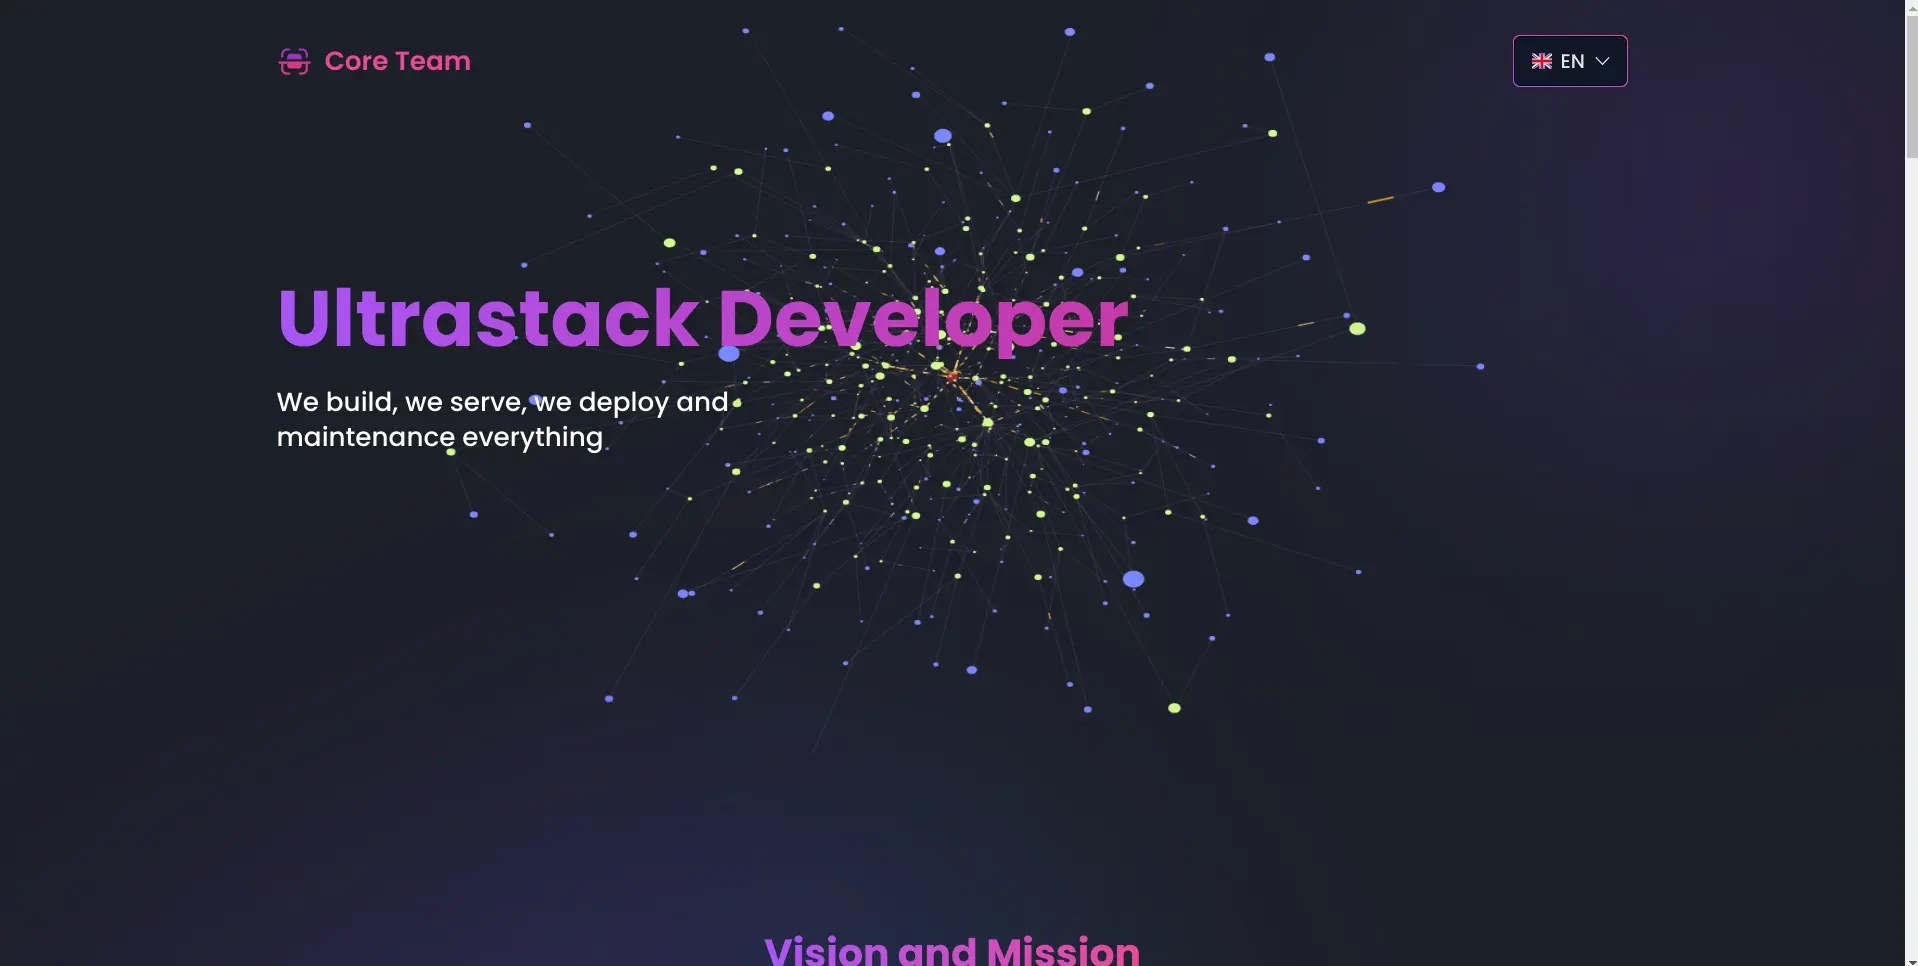 Core Team
EN
Ultrastack Developer
We build, we serve, we deploy and
maintenance everything
Vision and Mission